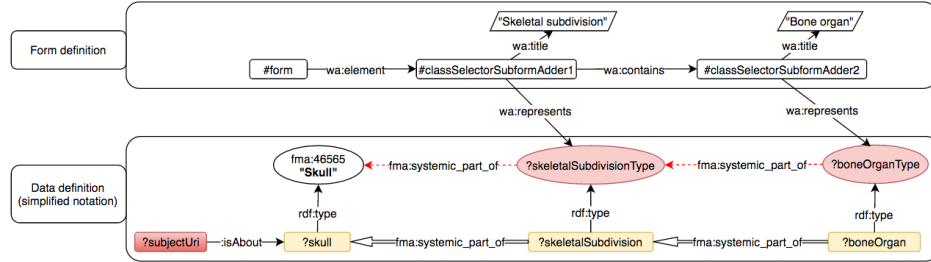 "Skeletal subdivision"
"Bone organ"
Form definition
wa:title
wa:title
#form
wa:element
#classSelectorSubformAdder1
wa:contains
#classSelectorSubformAdder2
wa:represents
wa:represents
fma:46565
"Skull"
fma:systemic_part_of
?skeletalSubdivisionType
fma:systemic_part_of
?boneOrganType
Data definition
(simplified notation)
rdf:type
rdf:type
rdf:type
?subjectUri
:isAbout
?skull
fma:systemic_part_of
?skeletalSubdivision
fma:systemic_part_of
?boneOrgan